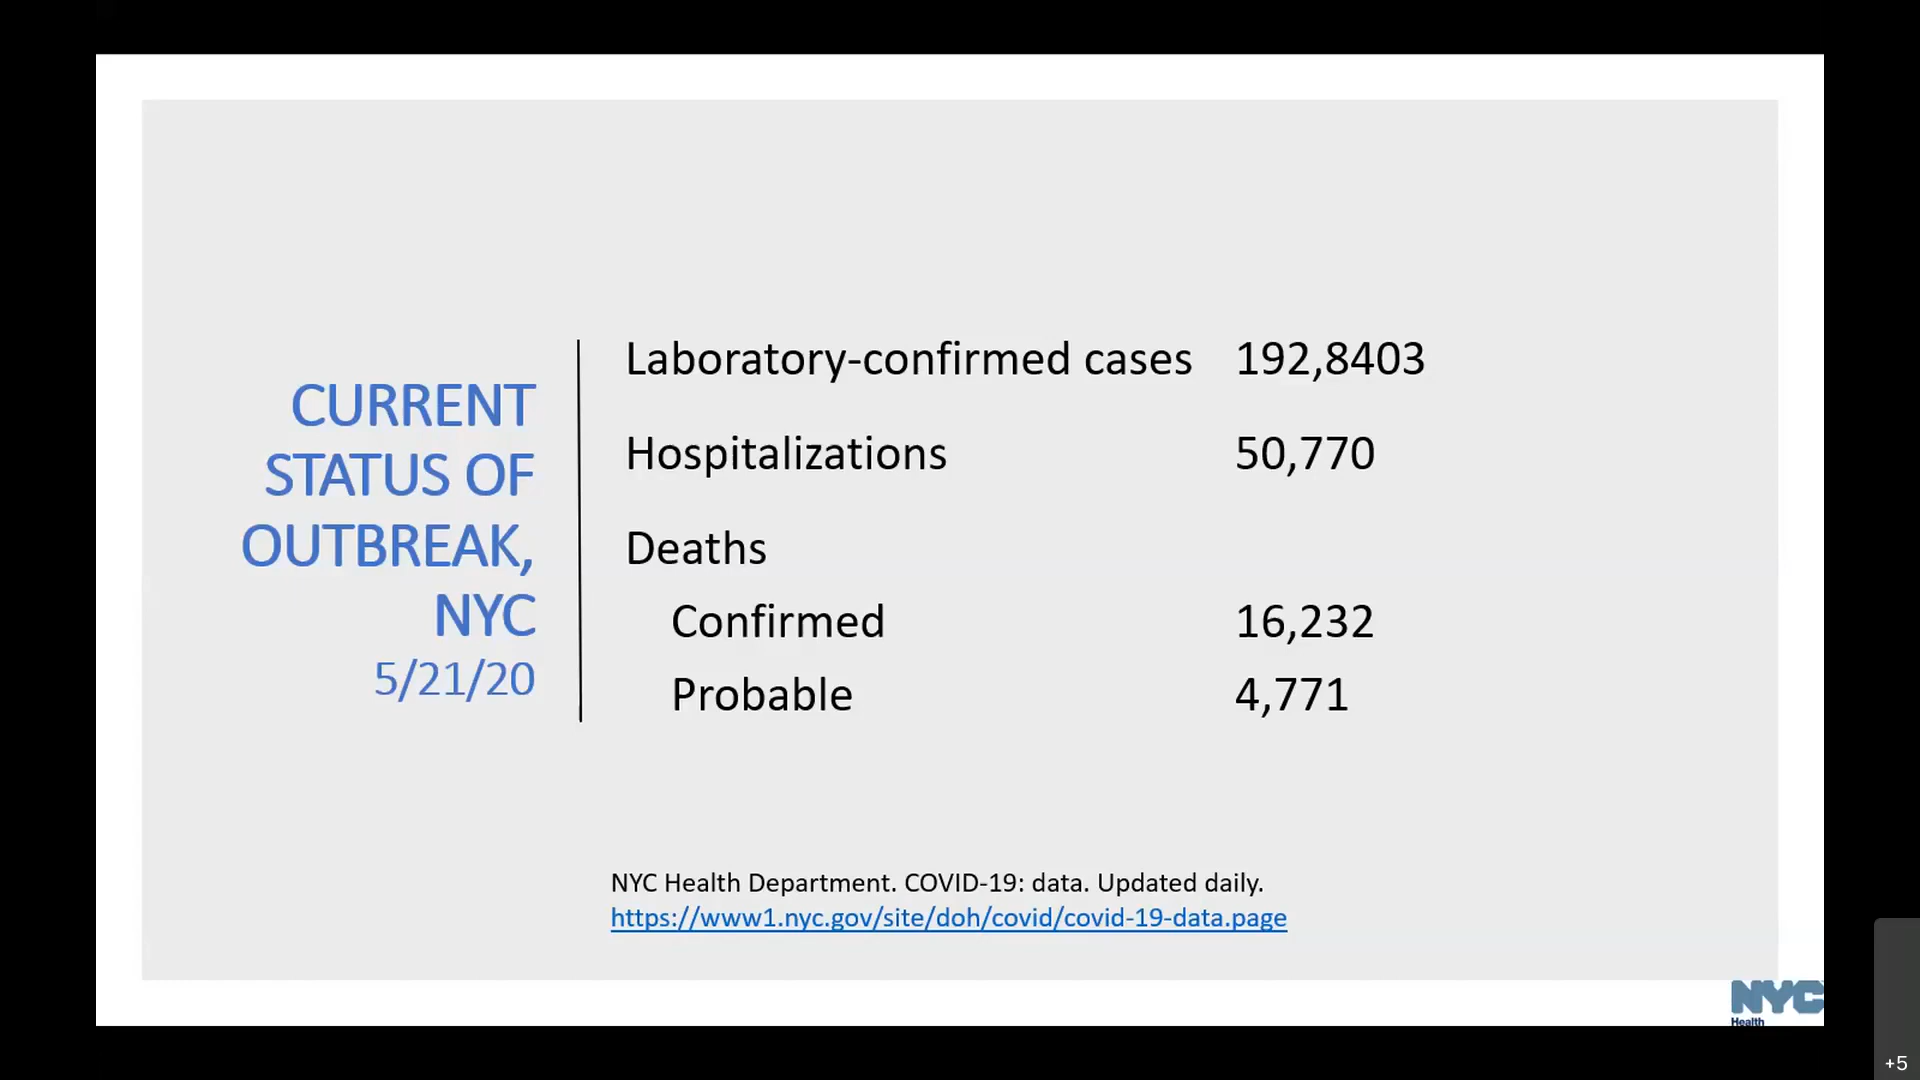 CURRENT
STATUS OF
OUTBREAK,
NYC
5/21/20
Laboratory-confirmed cases 192,8403
Hospitalizations 50,770
Deaths
Confirmed 16,232
Probable 4,771
NYC Health Department. COVID-19: data. Updated daily.
https://www1.nyc.gov/site/doh/covid/covid-19-data.page
NYC
Health
+5